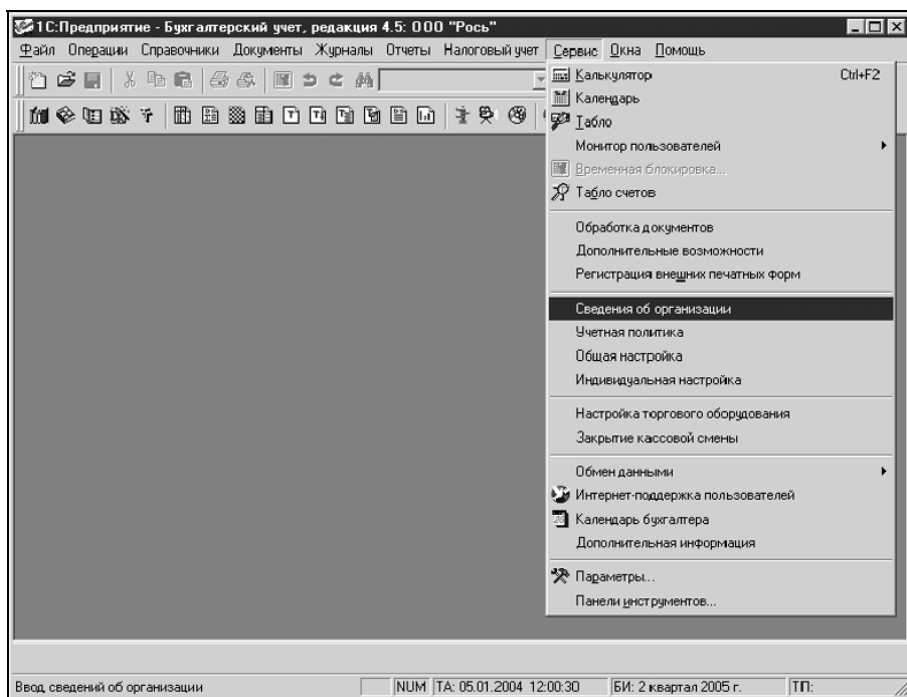 1С:Предприятие - Бухгалтерский учет, редакция 4.5: ООО "Рось"
Файл Операции Справочники Документы Журналы Отчеты Налоговый учет Сервис Окна Помощь
Калькулятор Ctrl+F2
Календарь
Табло
Монитор пользователей
Временная блокировка...
Табло счетов
Обработка документов
Дополнительные возможности
Регистрация внешних печатных форм
Сведения об организации
Учетная политика
Общая настройка
Индивидуальная настройка
Настройка торгового оборудования
Закрытие кассовой смены
Обмен данными
Интернет-поддержка пользователей
Календарь бухгалтера
Дополнительная информация
Параметры...
Панели инструментов...
Ввод сведений об организации NUM ТА: 05.01.2004 12:00:30 БИ: 2 квартал 2005 г. ТП: